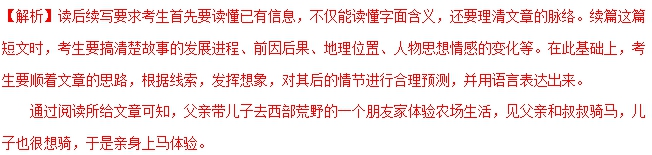 【解析】读后续写要求考生首先要读懂已有信息，不仅能读懂字面含义，还要理清文章的脉络。续篇这篇
短文时，考生要搞清楚故事的发展进程、前因后果、地理位置、人物思想情感的变化等。在此基础上，考
生要顺着文章的思路，根据线索，发挥想象，对其后的情节进行合理预测，并用语言表达出来。
通过阅读所给文章可知，父亲带儿子去西部荒野的一个朋友家体验农场生活，见父亲和叔叔骑马，儿
子也很想骑，于是亲身上马体验。